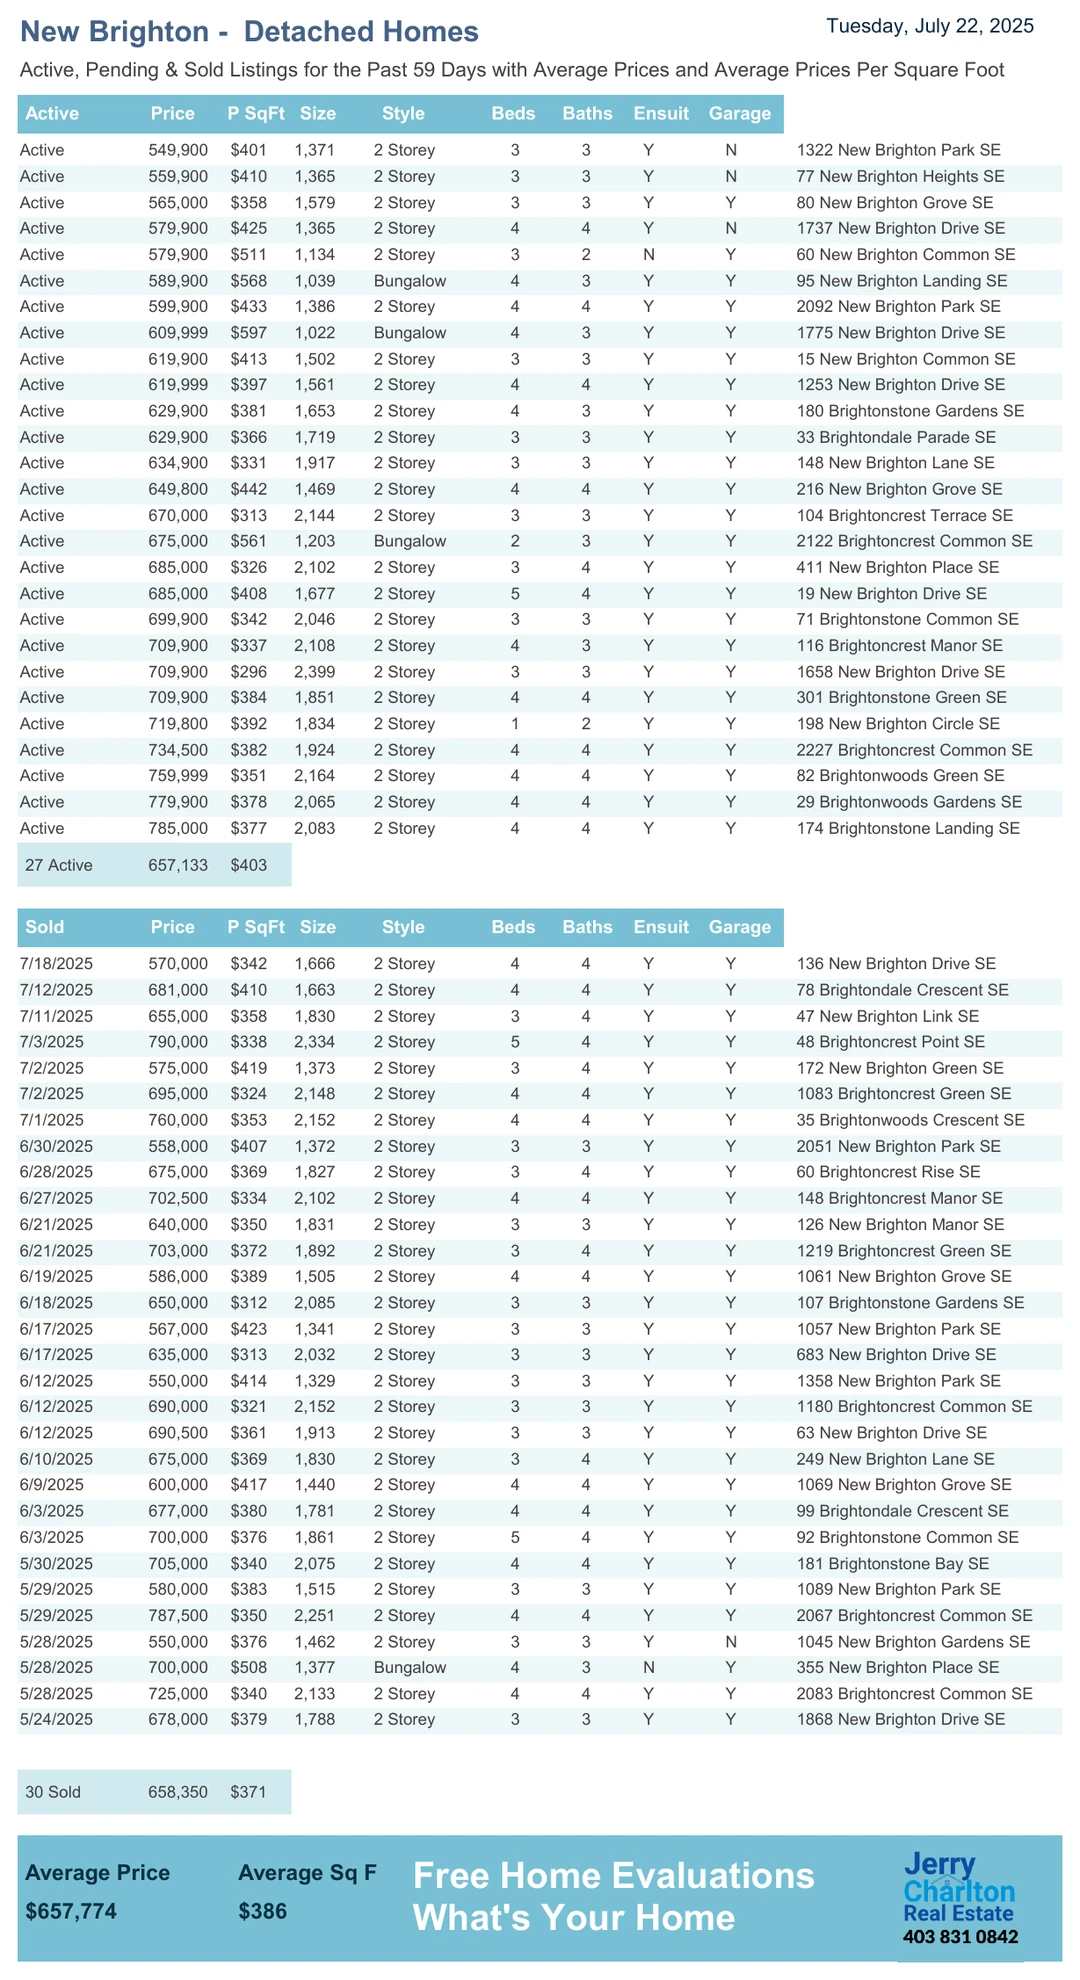 New Brighton - Detached Homes
Tuesday, July 22, 2025
Active, Pending & Sold Listings for the Past 59 Days with Average Prices and Average Prices Per Square Foot
Active Price P SqFt Size Style Beds Baths Ensuit Garage
Active 549,900 $401 1,371 2 Storey 3 3 Y N 1322 New Brighton Park SE
Active 559,900 $410 1,365 2 Storey 3 3 Y N 77 New Brighton Heights SE
Active 565,000 $358 1,579 2 Storey 3 3 Y Y 80 New Brighton Grove SE
Active 579,900 $425 1,365 2 Storey 4 4 Y N 1737 New Brighton Drive SE
Active 579,900 $511 1,134 2 Storey 3 2 N Y 60 New Brighton Common SE
Active 589,900 $568 1,039 Bungalow 4 3 Y Y 95 New Brighton Landing SE
Active 599,900 $433 1,386 2 Storey 4 4 Y Y 2092 New Brighton Park SE
Active 609,999 $597 1,022 Bungalow 4 3 Y Y 1775 New Brighton Drive SE
Active 619,900 $413 1,502 2 Storey 3 3 Y Y 15 New Brighton Common SE
Active 619,999 $397 1,561 2 Storey 4 4 Y Y 1253 New Brighton Drive SE
Active 629,900 $381 1,653 2 Storey 4 3 Y Y 180 Brightonstone Gardens SE
Active 629,900 $366 1,719 2 Storey 3 3 Y Y 33 Brightondale Parade SE
Active 634,900 $331 1,917 2 Storey 3 3 Y Y 148 New Brighton Lane SE
Active 649,800 $442 1,469 2 Storey 4 4 Y Y 216 New Brighton Grove SE
Active 670,000 $313 2,144 2 Storey 3 3 Y Y 104 Brightoncrest Terrace SE
Active 675,000 $561 1,203 Bungalow 2 3 Y Y 2122 Brightoncrest Common SE
Active 685,000 $326 2,102 2 Storey 3 4 Y Y 411 New Brighton Place SE
Active 685,000 $408 1,677 2 Storey 5 4 Y Y 19 New Brighton Drive SE
Active 699,900 $342 2,046 2 Storey 3 3 Y Y 71 Brightonstone Common SE
Active 709,900 $337 2,108 2 Storey 4 3 Y Y 116 Brightoncrest Manor SE
Active 709,900 $296 2,399 2 Storey 3 3 Y Y 1658 New Brighton Drive SE
Active 709,900 $384 1,851 2 Storey 4 4 Y Y 301 Brightonstone Green SE
Active 719,800 $392 1,834 2 Storey 1 2 Y Y 198 New Brighton Circle SE
Active 734,500 $382 1,924 2 Storey 4 4 Y Y 2227 Brightoncrest Common SE
Active 759,999 $351 2,164 2 Storey 4 4 Y Y 82 Brightonwoods Green SE
Active 779,900 $378 2,065 2 Storey 4 4 Y Y 29 Brightonwoods Gardens SE
Active 785,000 $377 2,083 2 Storey 4 4 Y Y 174 Brightonstone Landing SE
27 Active 657,133 $403
Sold Price P SqFt Size Style Beds Baths Ensuit Garage
7/18/2025 570,000 $342 1,666 2 Storey 4 4 Y Y 136 New Brighton Drive SE
7/12/2025 681,000 $410 1,663 2 Storey 4 4 Y Y 78 Brightondale Crescent SE
7/11/2025 655,000 $358 1,830 2 Storey 3 4 Y Y 47 New Brighton Link SE
7/3/2025 790,000 $338 2,334 2 Storey 5 4 Y Y 48 Brightoncrest Point SE
7/2/2025 575,000 $419 1,373 2 Storey 3 4 Y Y 172 New Brighton Green SE
7/2/2025 695,000 $324 2,148 2 Storey 4 4 Y Y 1083 Brightoncrest Green SE
7/1/2025 760,000 $353 2,152 2 Storey 4 4 Y Y 35 Brightonwoods Crescent SE
6/30/2025 558,000 $407 1,372 2 Storey 3 3 Y Y 2051 New Brighton Park SE
6/28/2025 675,000 $369 1,827 2 Storey 3 4 Y Y 60 Brightoncrest Rise SE
6/27/2025 702,500 $334 2,102 2 Storey 4 4 Y Y 148 Brightoncrest Manor SE
6/21/2025 640,000 $350 1,831 2 Storey 3 3 Y Y 126 New Brighton Manor SE
6/21/2025 703,000 $372 1,892 2 Storey 3 4 Y Y 1219 Brightoncrest Green SE
6/19/2025 586,000 $389 1,505 2 Storey 4 4 Y Y 1061 New Brighton Grove SE
6/18/2025 650,000 $312 2,085 2 Storey 3 3 Y Y 107 Brightonstone Gardens SE
6/17/2025 567,000 $423 1,341 2 Storey 3 3 Y Y 1057 New Brighton Park SE
6/17/2025 635,000 $313 2,032 2 Storey 3 3 Y Y 683 New Brighton Drive SE
6/12/2025 550,000 $414 1,329 2 Storey 3 3 Y Y 1358 New Brighton Park SE
6/12/2025 690,000 $321 2,152 2 Storey 3 3 Y Y 1180 Brightoncrest Common SE
6/12/2025 690,500 $361 1,913 2 Storey 3 3 Y Y 63 New Brighton Drive SE
6/10/2025 675,000 $369 1,830 2 Storey 3 4 Y Y 249 New Brighton Lane SE
6/9/2025 600,000 $417 1,440 2 Storey 4 4 Y Y 1069 New Brighton Grove SE
6/3/2025 677,000 $380 1,781 2 Storey 4 4 Y Y 99 Brightondale Crescent SE
6/3/2025 700,000 $376 1,861 2 Storey 5 4 Y Y 92 Brightonstone Common SE
5/30/2025 705,000 $340 2,075 2 Storey 4 4 Y Y 181 Brightonstone Bay SE
5/29/2025 580,000 $383 1,515 2 Storey 3 3 Y Y 1089 New Brighton Park SE
5/29/2025 787,500 $350 2,251 2 Storey 4 4 Y Y 2067 Brightoncrest Common SE
5/28/2025 550,000 $376 1,462 2 Storey 3 3 Y N 1045 New Brighton Gardens SE
5/28/2025 700,000 $508 1,377 Bungalow 4 3 N Y 355 New Brighton Place SE
5/28/2025 725,000 $340 2,133 2 Storey 4 4 Y Y 2083 Brightoncrest Common SE
5/24/2025 678,000 $379 1,788 2 Storey 3 3 Y Y 1868 New Brighton Drive SE
30 Sold 658,350 $371
Average Price Average Sq F
$657,774 $386
Free Home Evaluations
What's Your Home
Jerry
Charlton
Real Estate
403 831 0842